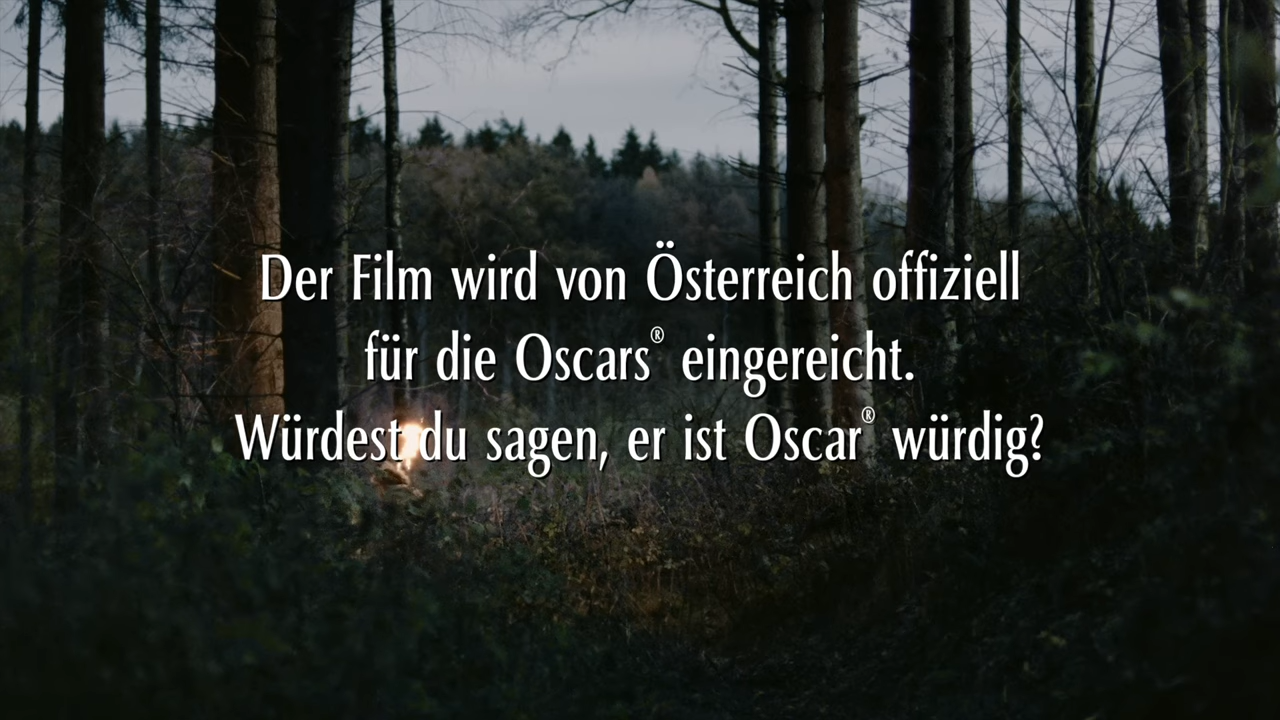 Der Film wird von Österreich offiziell
für die Oscars® eingereicht.
Würdest du sagen, er ist Oscar® würdig?